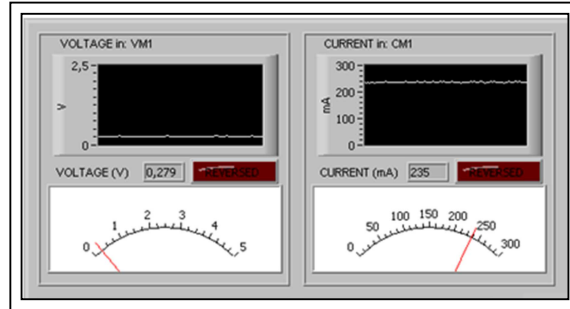 VOLTAGE in: VM1
2,5
V
0
VOLTAGE (V) 0,279 REVERSED
0 1 2 3 4 5
CURRENT in: CM1
300
200
mA
100
0
CURRENT (mA) 235 REVERSED
0 50 100 150 200 250 300